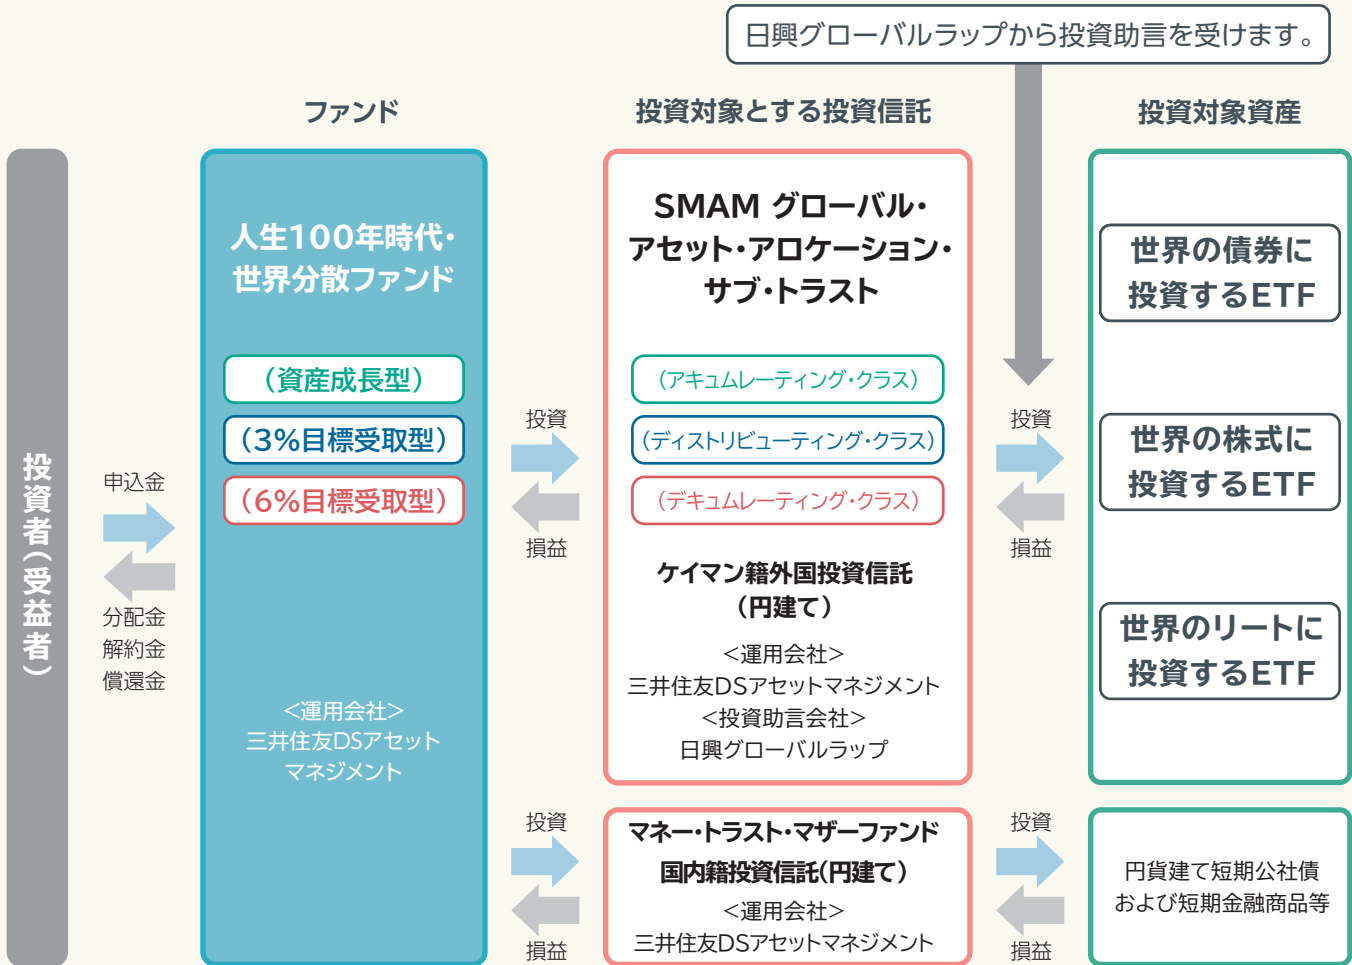 日興グローバルラップから投資助言を受けます。
ファンド
投資対象とする投資信託
投資対象資産
投資者(受益者)
申込金
分配金
解約金
償還金
人生100年時代・
世界分散ファンド
(資産成長型)
(3%目標受取型)
(6%目標受取型)
<運用会社>
三井住友DSアセット
マネジメント
投資
損益
SMAM グローバル・
アセット・アロケーション・
サブ・トラスト
(アキュムレーティング・クラス)
(ディストリビューティング・クラス)
(デキュムレーティング・クラス)
ケイマン籍外国投資信託
(円建て)
<運用会社>
三井住友DSアセットマネジメント
<投資助言会社>
日興グローバルラップ
投資
損益
世界の債券に
投資するETF
世界の株式に
投資するETF
世界のリートに
投資するETF
投資
損益
マネー・トラスト・マザーファンド
国内籍投資信託(円建て)
<運用会社>
三井住友DSアセットマネジメント
投資
損益
円貨建て短期公社債
および短期金融商品等